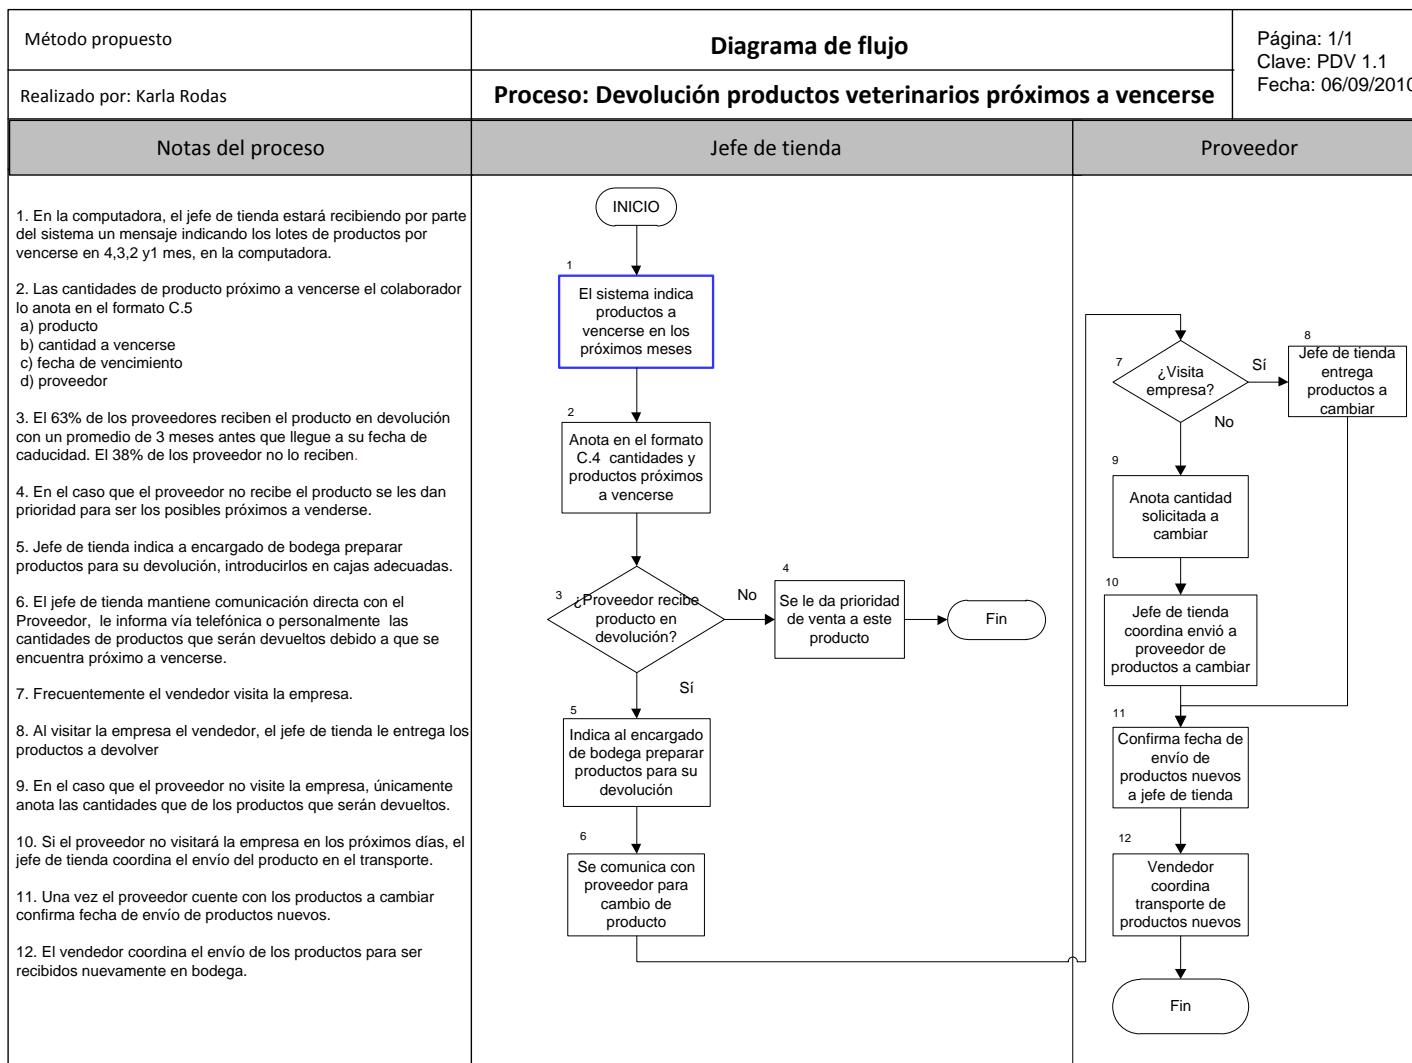 Método propuesto
Diagrama de flujo
Página: 1/1
Clave: PDV 1.1
Fecha: 06/09/2010
Realizado por: Karla Rodas
Proceso: Devolución productos veterinarios próximos a vencerse
Notas del proceso
Jefe de tienda
Proveedor
1. En la computadora, el jefe de tienda estará recibiendo por parte
del sistema un mensaje indicando los lotes de productos por
vencerse en 4,3,2 y1 mes, en la computadora.
2. Las cantidades de producto próximo a vencerse el colaborador
lo anota en el formato C.5
a) producto
b) cantidad a vencerse
c) fecha de vencimiento
d) proveedor
3. El 63% de los proveedores reciben el producto en devolución
con un promedio de 3 meses antes que llegue a su fecha de
caducidad. El 38% de los proveedor no lo reciben.
4. En el caso que el proveedor no recibe el producto se les dan
prioridad para ser los posibles próximos a venderse.
5. Jefe de tienda indica a encargado de bodega preparar
productos para su devolución, introducirlos en cajas adecuadas.
6. El jefe de tienda mantiene comunicación directa con el
Proveedor, le informa vía telefónica o personalmente las
cantidades de productos que serán devueltos debido a que se
encuentra próximo a vencerse.
7. Frecuentemente el vendedor visita la empresa.
8. Al visitar la empresa el vendedor, el jefe de tienda le entrega los
productos a devolver
9. En el caso que el proveedor no visite la empresa, únicamente
anota las cantidades que de los productos que serán devueltos.
10. Si el proveedor no visitará la empresa en los próximos días, el
jefe de tienda coordina el envío del producto en el transporte.
11. Una vez el proveedor cuente con los productos a cambiar
confirma fecha de envío de productos nuevos.
12. El vendedor coordina el envío de los productos para ser
recibidos nuevamente en bodega.
INICIO
1
El sistema indica
productos a
vencerse en los
próximos meses
2
Anota en el formato
C.4 cantidades y
productos próximos
a vencerse
3
¿Proveedor recibe
producto en
devolución?
No
4
Se le da prioridad
de venta a este
producto
Fin
Sí
5
Indica al encargado
de bodega preparar
productos para su
devolución
6
Se comunica con
proveedor para
cambio de
producto
7
¿Visita
empresa?
Sí
8
Jefe de tienda
entrega
productos a
cambiar
No
9
Anota cantidad
solicitada a
cambiar
10
Jefe de tienda
coordina envió a
proveedor de
productos a cambiar
11
Confirma fecha de
envío de
productos nuevos
a jefe de tienda
12
Vendedor
coordina
transporte de
productos nuevos
Fin